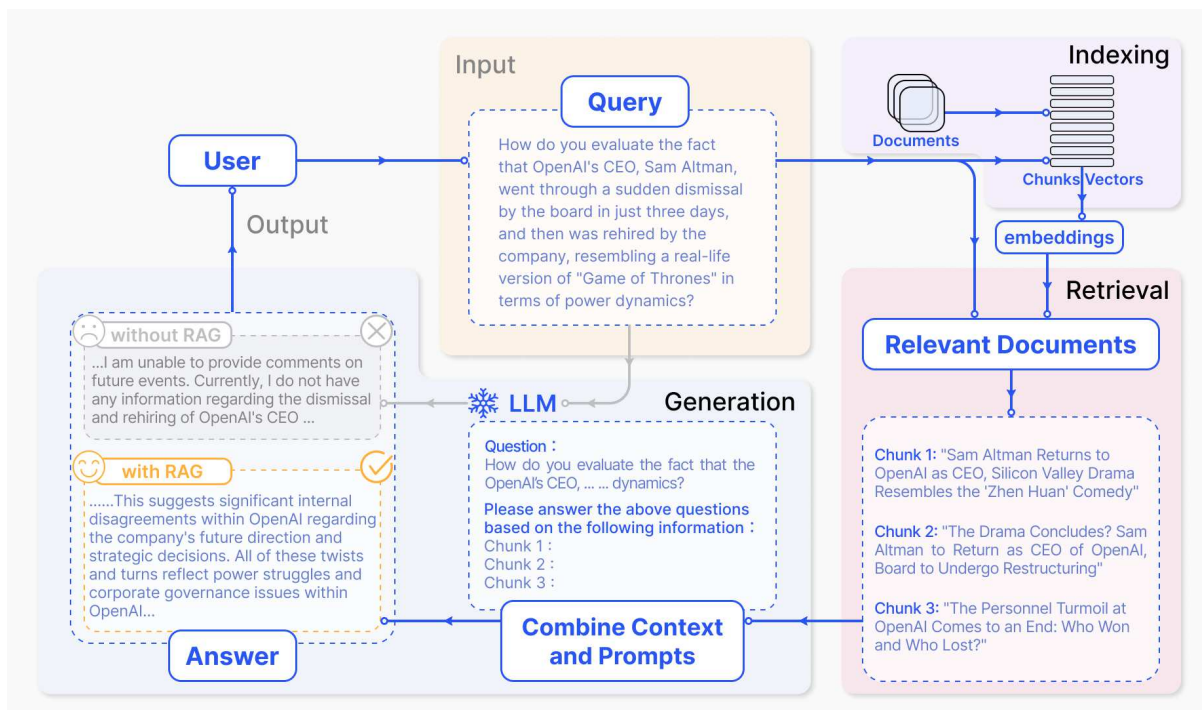 Input
Query
How do you evaluate the fact
that OpenAI's CEO, Sam Altman,
went through a sudden dismissal
by the board in just three days,
and then was rehired by the
company, resembling a real-life
version of "Game of Thrones" in
terms of power dynamics?
Indexing
Documents
Chunks Vectors
embeddings
User
Output
Retrieval
Relevant Documents
Chunk 1: "Sam Altman Returns to
OpenAI as CEO, Silicon Valley Drama
Resembles the 'Zhen Huan' Comedy"
Chunk 2: "The Drama Concludes? Sam
Altman to Return as CEO of OpenAI,
Board to Undergo Restructuring"
Chunk 3: "The Personnel Turmoil at
OpenAI Comes to an End: Who Won
and Who Lost?"
LLM
Generation
Question :
How do you evaluate the fact that the
OpenAI's CEO, ... ... dynamics?
Please answer the above questions
based on the following information :
Chunk 1 :
Chunk 2 :
Chunk 3 :
Combine Context
and Prompts
without RAG
...I am unable to provide comments on
future events. Currently, I do not have
any information regarding the dismissal
and rehiring of OpenAI's CEO ...
with RAG
......This suggests significant internal
disagreements within OpenAI regarding
the company's future direction and
strategic decisions. All of these twists
and turns reflect power struggles and
corporate governance issues within
OpenAI...
Answer